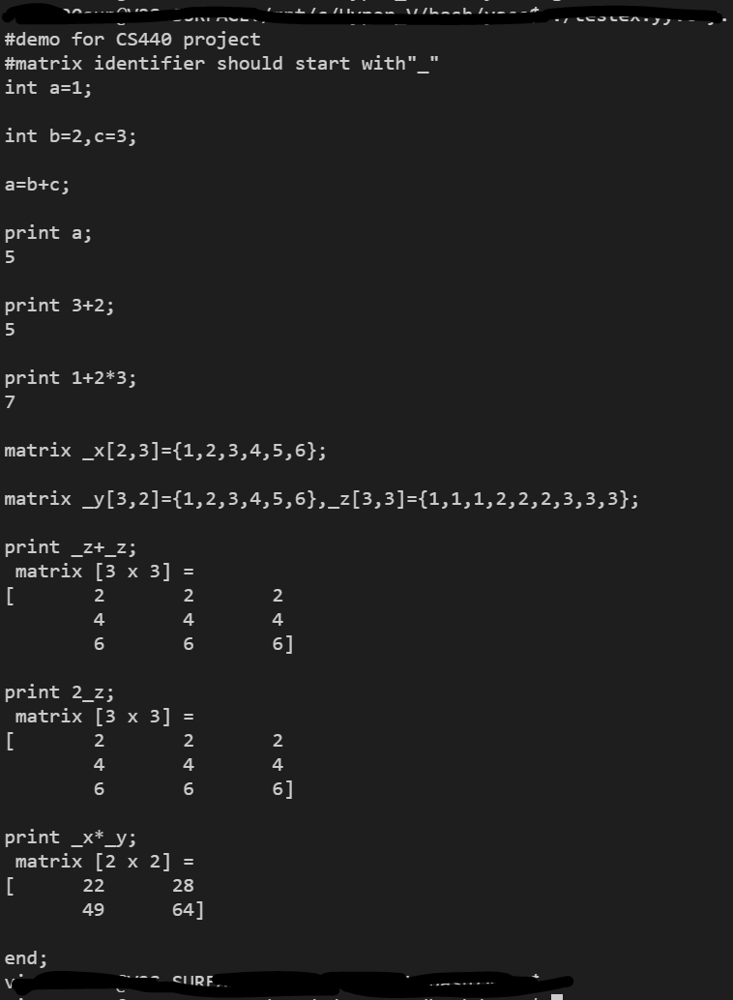 #demo for CS440 project
#matrix identifier should start with"_"
int a=1;
int b=2,c=3;
a=b+c;
print a;
5
print 3+2;
5
print 1+2*3;
7
matrix _x[2,3]={1,2,3,4,5,6};
matrix _y[3,2]={1,2,3,4,5,6},_z[3,3]={1,1,1,2,2,2,3,3,3};
print _z+_z;
matrix [3 x 3] =
[ 2 2 2
4 4 4
6 6 6]
print 2_z;
matrix [3 x 3] =
[ 2 2 2
4 4 4
6 6 6]
print _x*_y;
matrix [2 x 2] =
[ 22 28
49 64]
end;